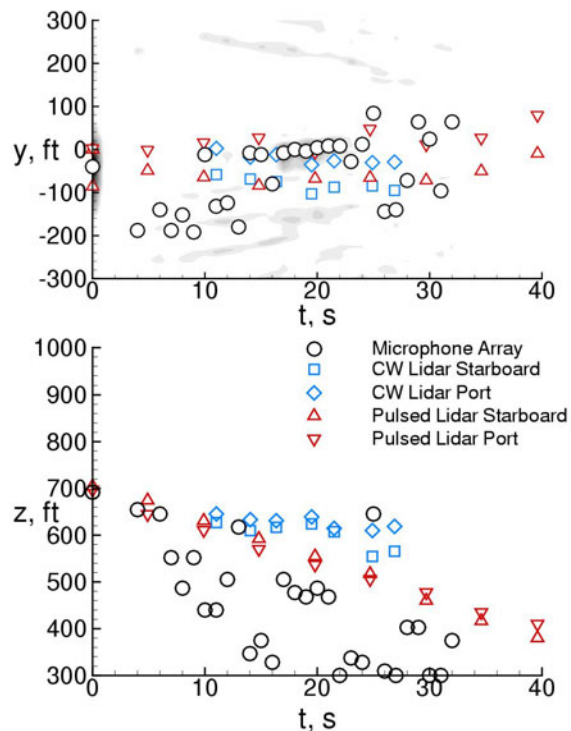 300
200
100
y, ft 0
-100
-200
-300
0 10 20 30 40
t, s
1000
900
800
700
z, ft 600
500
400
300
0 10 20 30 40
t, s
Microphone Array
CW Lidar Starboard
CW Lidar Port
Pulsed Lidar Starboard
Pulsed Lidar Port